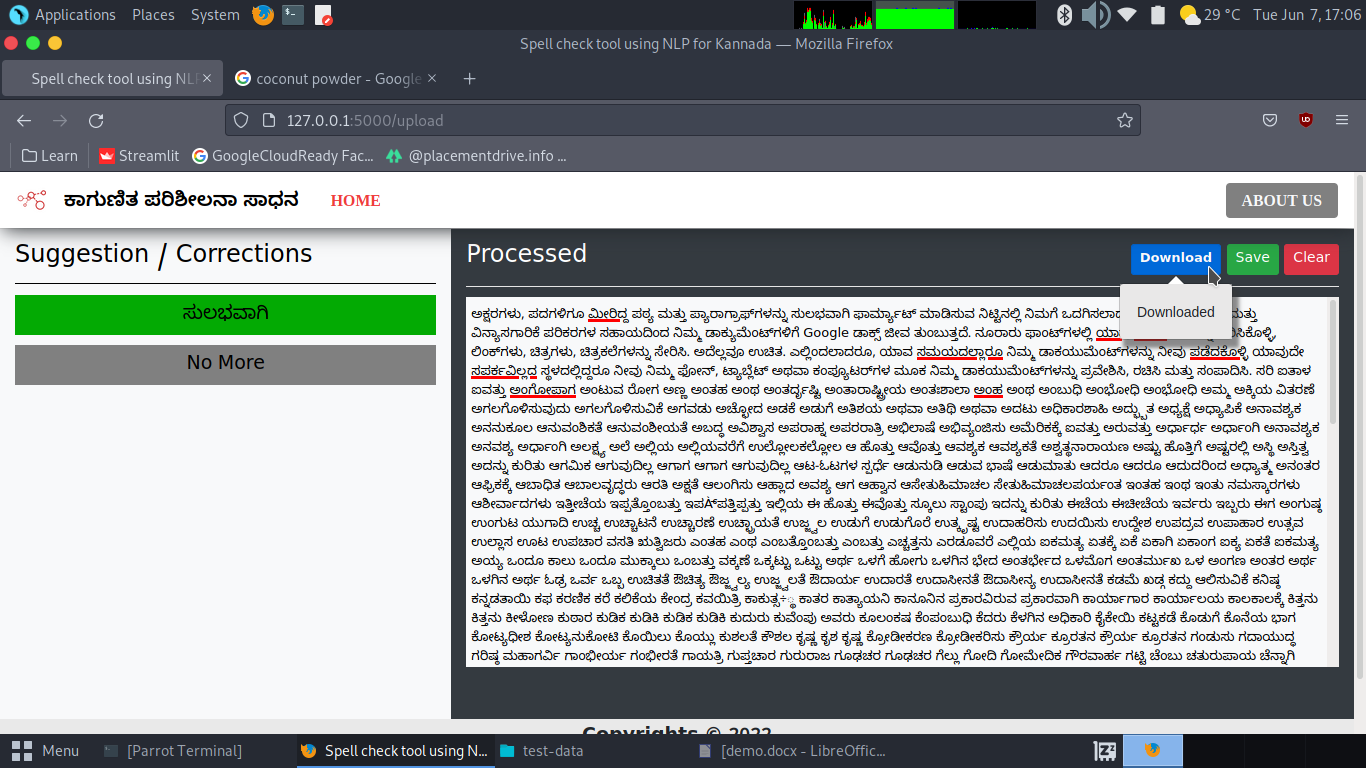 Applications Places System 29 °C Tue Jun 7, 17:06
Spell check tool using NLP for Kannada — Mozilla Firefox
Spell check tool using NLP × coconut powder - Google × +
127.0.0.1:5000/upload
Learn Streamlit GoogleCloudReady Fac... @placementdrive.info ...
ಕಾಗುಣಿತ ಪರಿಶೀಲನಾ ಸಾಧನ HOME ABOUT US
Suggestion / Corrections
ಸುಲಭವಾಗಿ
No More
Processed
Download Save Clear
Downloaded
ಅಕ್ಷರಗಳು, ಪದಗಳಿಗೂ ಮೀರಿದ್ದ ಪಠ್ಯ ಮತ್ತು ಪ್ಯಾರಾಗ್ರಾಫ್‌ಗಳನ್ನು ಸುಲಭವಾಗಿ ಫಾರ್ಮ್ಯಾಟ್ ಮಾಡಿಸುವ ನಿಟ್ಟಿನಲ್ಲಿ ನಿಮಗೆ ಮತ್ತು
ವಿನ್ಯಾಸಗಾರಿಕೆ ಪರಿಕರಗಳ ಸಹಾಯದಿಂದ ನಿಮ್ಮ ಡಾಕ್ಯುಮೆಂಟ್‌ಗಳಿಗೆ Google ಡಾಕ್ಸ್ ಜೀವ ತುಂಬುತ್ತದೆ. ನೂರಾರು ಫಾಂಟ್‌ಗಳಲ್ಲಿ
ಲಿಂಕ್‌ಗಳು, ಚಿತ್ರಗಳು, ಚಿತ್ರಕಲೆಗಳನ್ನು ಸೇರಿಸಿ. ಅದೆಲ್ಲವೂ ಉಚಿತ. ಎಲ್ಲಿಂದಲಾದರೂ, ಯಾವ ಸಮಯದಲ್ಲಾರೂ ನಿಮ್ಮ ಡಾಕಯುಮೆಂಟ್‌ಗಳನ್ನು ನೀವು ಪಡೆದಕೊಳ್ಳಿ ಯಾವುದೇ
ಸಪರ್ಕವಿಲ್ಲದ ಸ್ಥಳದಲ್ಲಿದ್ದರೂ ನೀವು ನಿಮ್ಮ ಫೋನ್, ಟ್ಯಾಬ್ಲೆಟ್ ಅಥವಾ ಕಂಪ್ಯೂಟರ್‌ಗಳ ಮೂಕ ನಿಮ್ಮ ಡಾಕಯುಮೆಂಟ್‌ಗಳನ್ನು ಪ್ರವೇಶಿಸಿ, ರಚಿಸಿ ಮತ್ತು ಸಂಪಾದಿಸಿ. ಸರಿ ಐತಾಳ
ಐವತ್ತು ಅಂಗೋಪಾಗ ಅಂಟುವ ರೋಗ ಅಣ್ಣ ಅಂತಹ ಅಂಥ ಅಂತರ್ದೃಷ್ಟಿ ಅಂತಾರಾಷ್ಟ್ರೀಯ ಅಂತಃಶಾಲಾ ಅಂಹ ಅಂಥ ಅಂಬುಧಿ ಅಂಭೋಧಿ ಅಂಭೋಧಿ ಅಮ್ಮ ಅಕ್ಕಿಯ ವಿತರಣೆ
ಅಗಲಗೊಳಿಸುವುದು ಅಗಲಗೊಳಿಸುವಿಕೆ ಅಗವಡು ಅಚ್ಛೋದ ಅಡಕೆ ಅಡುಗೆ ಅತಿಶಯ ಅಥವಾ ಅತಿಥಿ ಅಥವಾ ಅದಟು ಅಧಿಕಾರಶಾಹಿ ಅದ್ಭುತ ಅಧ್ಯಕ್ಷೆ ಅಧ್ಯಾಪಿಕೆ ಅನಾವಶ್ಯಕ
ಅನನುಕೂಲ ಆನುವಂಶಿಕತೆ ಆನುವಂಶೀಯತೆ ಅಬದ್ಧ ಅವಿಶ್ವಾಸ ಅಪರಾಹ್ನ ಅಪರರಾತ್ರಿ ಅಭಿಲಾಷೆ ಅಭಿವ್ಯಂಜಿಸು ಅಮೆರಿಕಕ್ಕೆ ಐವತ್ತು ಅರುವತ್ತು ಅರ್ಧಾರ್ಧ ಅರ್ಧಾಂಗಿ ಅನಾವಶ್ಯಕ
ಅನವಶ್ಯ ಅರ್ಧಾಂಗಿ ಅಲಕ್ಷ್ಯ ಅಲೆ ಅಲ್ಲಿಯ ಅಲ್ಲಿಯವರೆಗೆ ಉಲ್ಲೋಲಕಲ್ಲೋಲ ಆ ಹೊತ್ತು ಆವೊತ್ತು ಆವಶ್ಯಕ ಆವಶ್ಯಕತೆ ಅಶ್ವತ್ಥನಾರಾಯಣ ಅಷ್ಟು ಹೊತ್ತಿಗೆ ಅಷ್ಟರಲ್ಲಿ ಅಸ್ಥಿ ಅಸ್ತಿತ್ವ
ಅದನ್ನು ಕುರಿತು ಆಗಮಿಕ ಆಗುವುದಿಲ್ಲ ಆಗಾಗ ಆಗಾಗ ಆಗುವುದಿಲ್ಲ ಆಟ-ಓಟಗಳ ಸ್ಪರ್ಧೆ ಆಡುನುಡಿ ಆಡುವ ಭಾಷೆ ಆಡುಮಾತು ಆದರೂ ಆದರೂ ಆದುದರಿಂದ ಅಧ್ಯಾತ್ಮ ಅನಂತರ
ಆಫ್ರಿಕಕ್ಕೆ ಆಬಾಧಿತ ಆಬಾಲವೃದ್ಧರು ಆರತಿ ಅಕ್ಷತೆ ಆಲಂಗಿಸು ಆಹ್ಲಾದ ಅವಶ್ಯ ಆಗ ಆಹ್ವಾನ ಆಸೇತುಹಿಮಾಚಲ ಸೇತುಹಿಮಾಚಲಪರ್ಯಂತ ಇಂತಹ ಇಂಥ ಇಂತು ನಮಸ್ಕಾರಗಳು
ಆಶೀರ್ವಾದಗಳು ಇತ್ತೀಚೆಯ ಇಪ್ಪತ್ತೊಂಬತ್ತು ಇಲ್ಲಿಯ ಈ ಹೊತ್ತು ಈವೊತ್ತು ಸ್ಕೂಲು ಸ್ಟಾಂಪು ಇದನ್ನು ಕುರಿತು ಈಚೆಯ ಈಚೀಚೆಯ ಇರ್ವರು ಇಬ್ಬರು ಈಗ ಅಂಗುಷ್ಠ
ಉಂಗುಟ ಯುಗಾದಿ ಉಚ್ಚ ಉಚ್ಚಾಟನೆ ಉಚ್ಚಾರಣೆ ಉಚ್ಛ್ರಾಯತೆ ಉಜ್ಜ್ವಲ ಉಡುಗೆ ಉಡುಗೊರೆ ಉತ್ಕೃಷ್ಟ ಉದಾಹರಿಸು ಉದಯಿಸು ಉದ್ದೇಶ ಉಪದ್ರವ ಉಪಾಹಾರ ಉತ್ಸವ
ಉಲ್ಲಾಸ ಊಟ ಉಪಚಾರ ವಸತಿ ಋತ್ವಿಜರು ಎಂತಹ ಎಂಥ ಎಂಬತ್ತೊಂಬತ್ತು ಎಂಬತ್ತು ಎಚ್ಚತ್ತನು ಎರಡೂವರೆ ಎಲ್ಲಿಯ ಐಕಮತ್ಯ ಏತಕ್ಕೆ ಏಕೆ ಏಕಾಗಿ ಏಕಾಂಗ ಐಕ್ಯ ಏಕತೆ ಐಕಮತ್ಯ
ಅಯ್ಯ ಒಂದೂ ಕಾಲು ಒಂದೂ ಮುಕ್ಕಾಲು ಒಂಬತ್ತು ವಕ್ಕಣೆ ಒಕ್ಕಟ್ಟು ಒಟ್ಟು ಅರ್ಥ ಒಳಗೆ ಹೋಗು ಒಳಗಿನ ಭೇದ ಅಂತರ್ಭೇದ ಒಳಮೊಗ ಅಂತರ್ಮುಖ ಒಳ ಅಂಗಣ ಅಂತರ ಅರ್ಥ
ಒಳಗಿನ ಅರ್ಥ ಓಡ್ರ ಒರ್ವ ಒಬ್ಬ ಉಚಿತತೆ ಔಚಿತ್ಯ ಔಜ್ಜ್ವಲ್ಯ ಉಜ್ಜ್ವಲತೆ ಔದಾರ್ಯ ಉದಾರತೆ ಉದಾಸೀನತೆ ಔದಾಸೀನ್ಯ ಉದಾಸೀನತೆ ಕಡಮೆ ಖಡ್ಗ ಕದ್ದು ಆಲಿಸುವಿಕೆ ಕನಿಷ್ಠ
ಕನ್ನಡತಾಯಿ ಕಫ ಕರಣಿಕ ಕರೆ ಕಲಿಕೆಯ ಕೇಂದ್ರ ಕವಯಿತ್ರಿ ಕಾತರ ಕಾತ್ಯಾಯನಿ ಕಾನೂನಿನ ಪ್ರಕಾರವಿರುವ ಪ್ರಕಾರವಾಗಿ ಕಾರ್ಯಾಗಾರ ಕಾರ್ಯಾಲಯ ಕಾಲಕಾಲಕ್ಕೆ ಕಿತ್ತನು
ಕಿತ್ತನು ಕೀಳೋಣ ಕುಠಾರ ಕುಡಿಕ ಕುಡಿಕಿ ಕುಡಿಕ ಕುಡಿಕಿ ಕುದುರು ಕುವೆಂಪು ಅವರು ಕೂಲಂಕಷ ಕೆಂಪಂಬುಧಿ ಕೆದರು ಕೆಳಗಿನ ಅಧಿಕಾರಿ ಕೈಕೇಯಿ ಕಟ್ಟಕಡೆ ಕೊಡುಗೆ ಕೊನೆಯ ಭಾಗ
ಕೋಟ್ಯಧೀಶ ಕೋಟ್ಯನುಕೋಟಿ ಕೊಯಿಲು ಕೊಯ್ಲು ಕುಶಲತೆ ಕೌಶಲ ಕೃಷ್ಣ ಕೃಶ ಕೃಷ್ಣ ಕ್ರೋಡೀಕರಣ ಕ್ರೋಡೀಕರಿಸು ಕ್ರೌರ್ಯ ಕ್ರೂರತನ ಕ್ರೌರ್ಯ ಕ್ರೂರತನ ಗಂಡುಸು ಗದಾಯುದ್ಧ
ಗರಿಷ್ಠ ಮಹಾಗರ್ವಿ ಗಾಂಭೀರ್ಯ ಗಂಭೀರತೆ ಗಾಯತ್ರಿ ಗುಪ್ತಚಾರ ಗುರುರಾಜ ಗೂಢಚರ ಗೂಢಚರ ಗೆಲ್ಲು ಗೋದಿ ಗೋಮೇದಿಕ ಗೌರವಾರ್ಹ ಗಟ್ಟಿ ಚೆಂಬು ಚತುರುಪಾಯ ಚೆನ್ನಾಗಿ
Copyrights © 2022
Menu [Parrot Terminal] Spell check tool using N... test-data [demo.docx - LibreOffic...